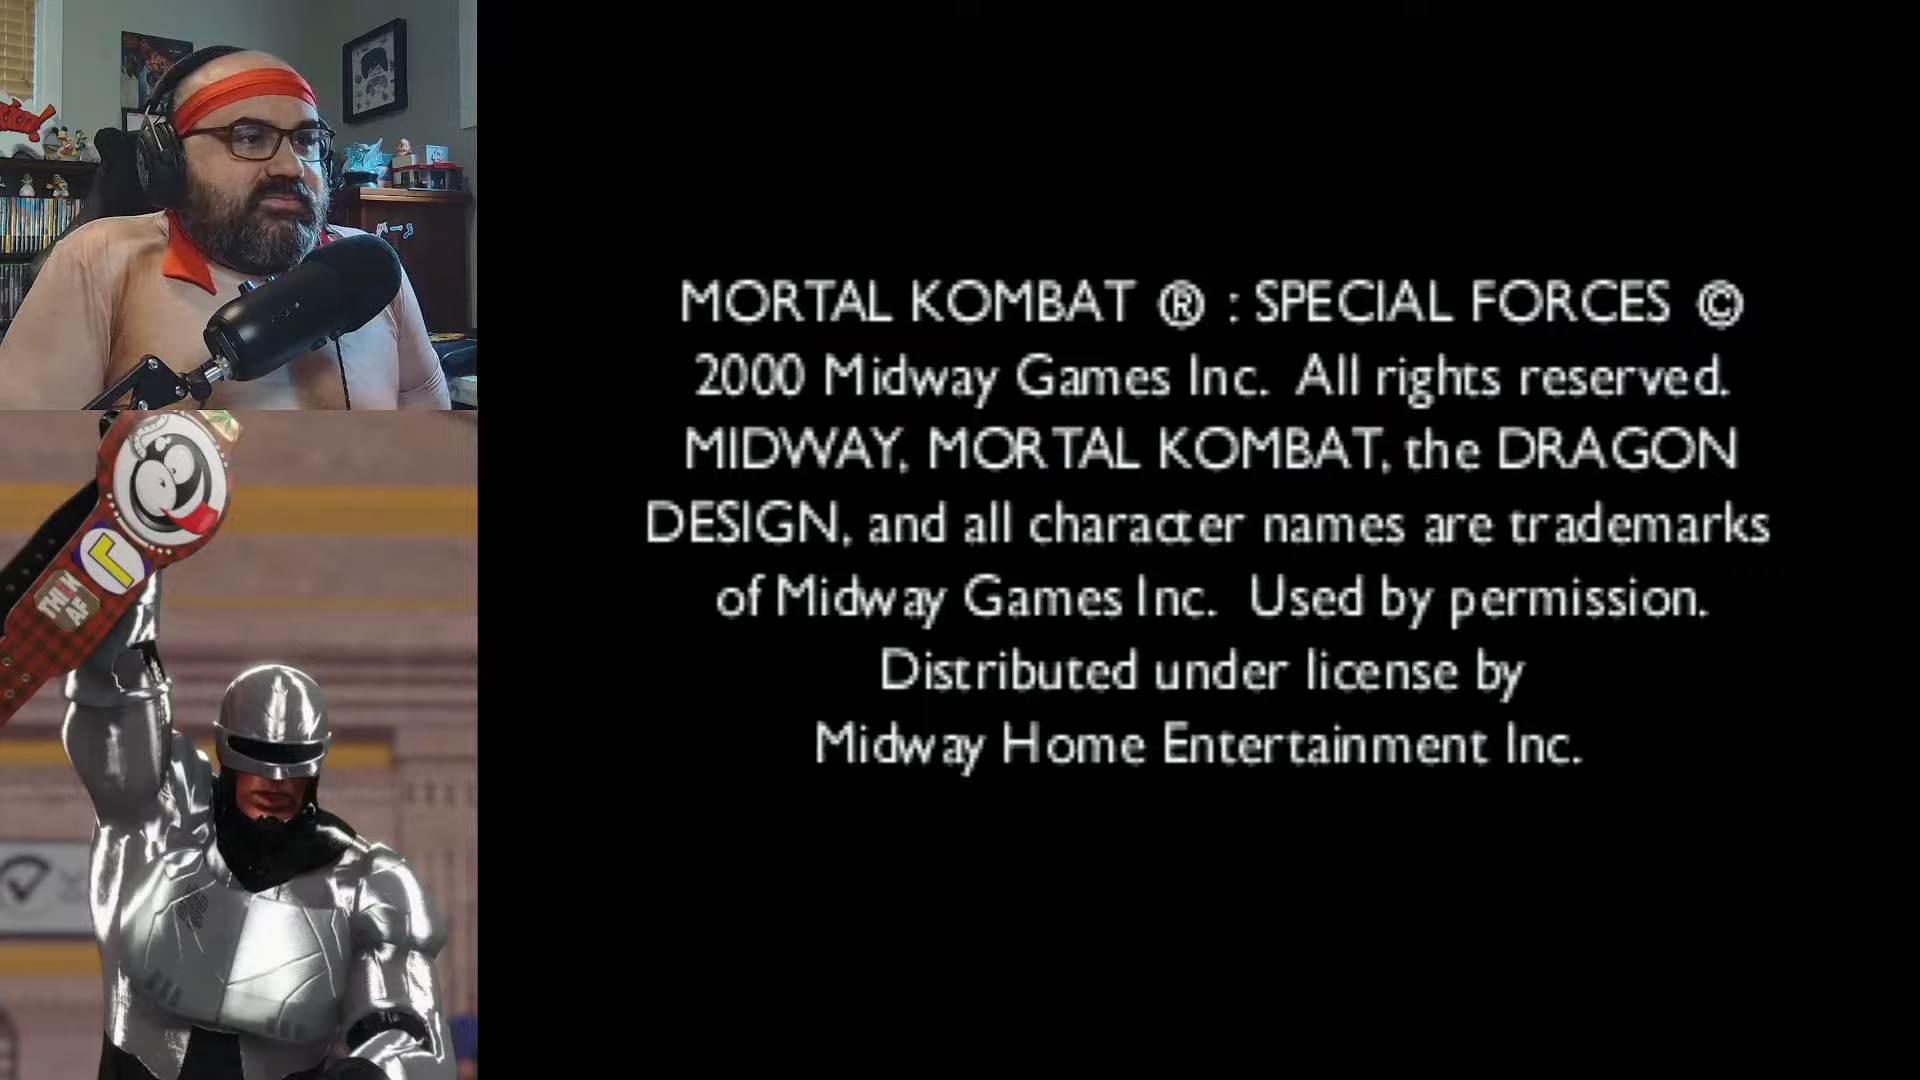 MORTAL KOMBAT ® : SPECIAL FORCES ©
2000 Midway Games Inc. All rights reserved.
MIDWAY, MORTAL KOMBAT, the DRAGON
DESIGN, and all character names are trademarks
of Midway Games Inc. Used by permission.
Distributed under license by
Midway Home Entertainment Inc.
L
THICK
AF